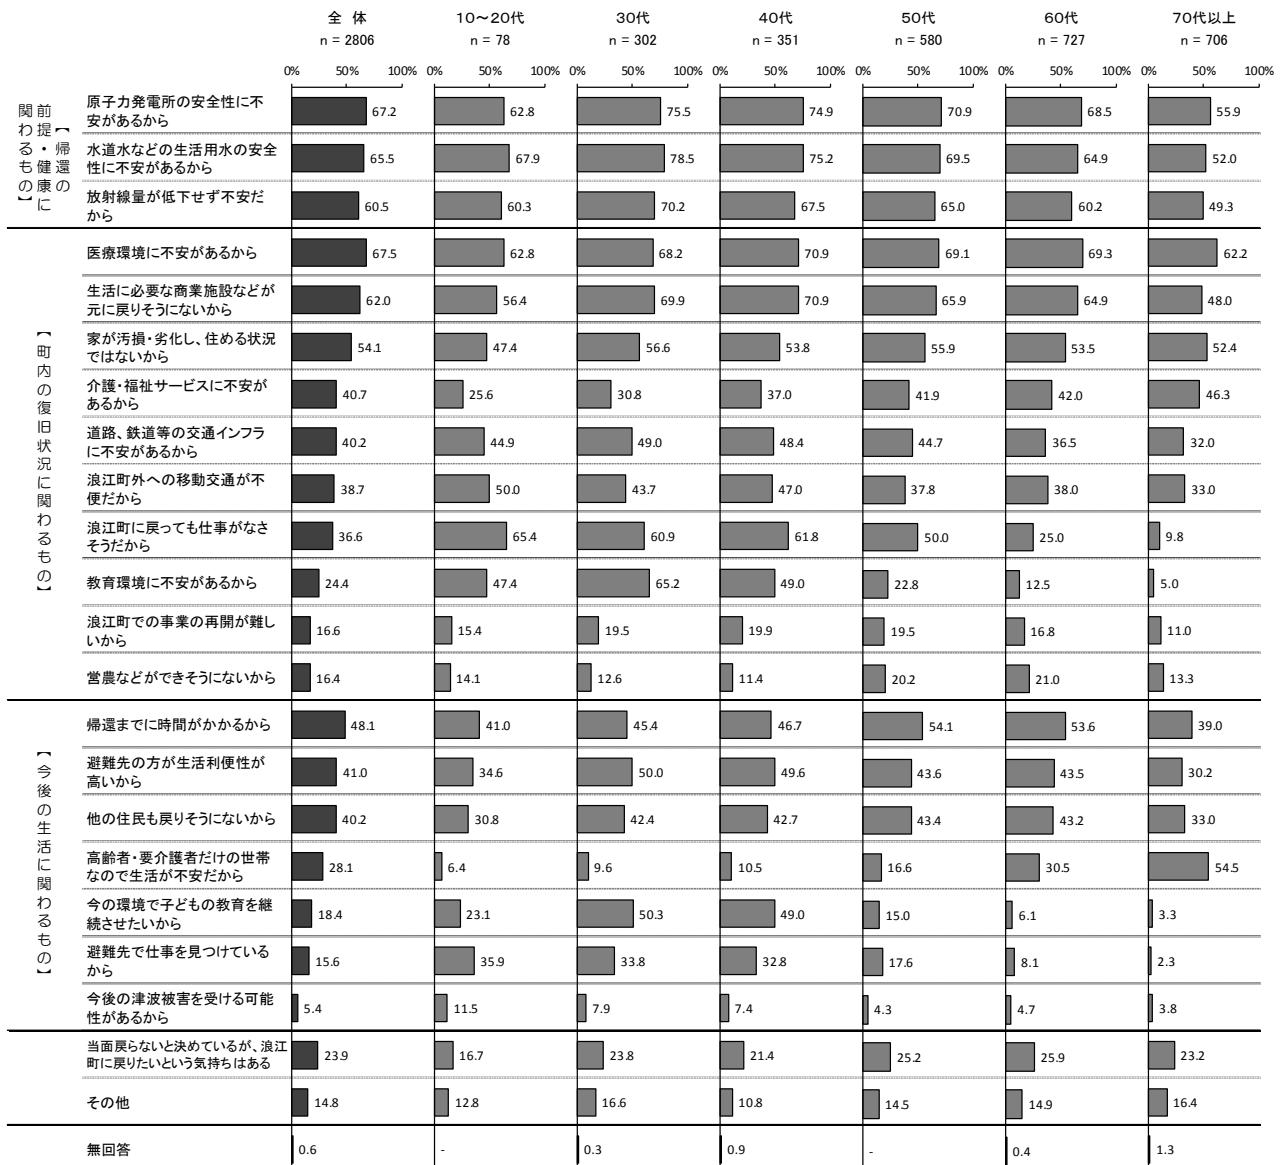 全 体 10～20代 30代 40代 50代 60代 70代以上
n = 2806 n = 78 n = 302 n = 351 n = 580 n = 727 n = 706
0% 50% 100% 0% 50% 100% 0% 50% 100% 0% 50% 100% 0% 50% 100% 0% 50% 100% 0% 50% 100%
【帰還の
前提・健康に
関わるもの】
原子力発電所の安全性に不
安があるから
67.2 62.8 75.5 74.9 70.9 68.5 55.9
水道水などの生活用水の安全
性に不安があるから
65.5 67.9 78.5 75.2 69.5 64.9 52.0
放射線量が低下せず不安だ
から
60.5 60.3 70.2 67.5 65.0 60.2 49.3
【町内の復旧状況に関わるもの】
医療環境に不安があるから
67.5 62.8 68.2 70.9 69.1 69.3 62.2
生活に必要な商業施設などが
元に戻りそうにないから
62.0 56.4 69.9 70.9 65.9 64.9 48.0
家が汚損・劣化し、住める状況
ではないから
54.1 47.4 56.6 53.8 55.9 53.5 52.4
介護・福祉サービスに不安が
あるから
40.7 25.6 30.8 37.0 41.9 42.0 46.3
道路、鉄道等の交通インフラ
に不安があるから
40.2 44.9 49.0 48.4 44.7 36.5 32.0
浪江町外への移動交通が不
便だから
38.7 50.0 43.7 47.0 37.8 38.0 33.0
浪江町に戻っても仕事がなさ
そうだから
36.6 65.4 60.9 61.8 50.0 25.0 9.8
教育環境に不安があるから
24.4 47.4 65.2 49.0 22.8 12.5 5.0
浪江町での事業の再開が難し
いから
16.6 15.4 19.5 19.9 19.5 16.8 11.0
営農などができそうにないから
16.4 14.1 12.6 11.4 20.2 21.0 13.3
【今後の生活に関わるもの】
帰還までに時間がかかるから
48.1 41.0 45.4 46.7 54.1 53.6 39.0
避難先の方が生活利便性が
高いから
41.0 34.6 50.0 49.6 43.6 43.5 30.2
他の住民も戻りそうにないから
40.2 30.8 42.4 42.7 43.4 43.2 33.0
高齢者・要介護者だけの世帯
なので生活が不安だから
28.1 6.4 9.6 10.5 16.6 30.5 54.5
今の環境で子どもの教育を継
続させたいから
18.4 23.1 50.3 49.0 15.0 6.1 3.3
避難先で仕事を見つけている
から
15.6 35.9 33.8 32.8 17.6 8.1 2.3
今後の津波被害を受ける可能
性があるから
5.4 11.5 7.9 7.4 4.3 4.7 3.8
当面戻らないと決めているが、浪江
町に戻りたいという気持ちはある
23.9 16.7 23.8 21.4 25.2 25.9 23.2
その他
14.8 12.8 16.6 10.8 14.5 14.9 16.4
無回答
0.6 - 0.3 0.9 - 0.4 1.3